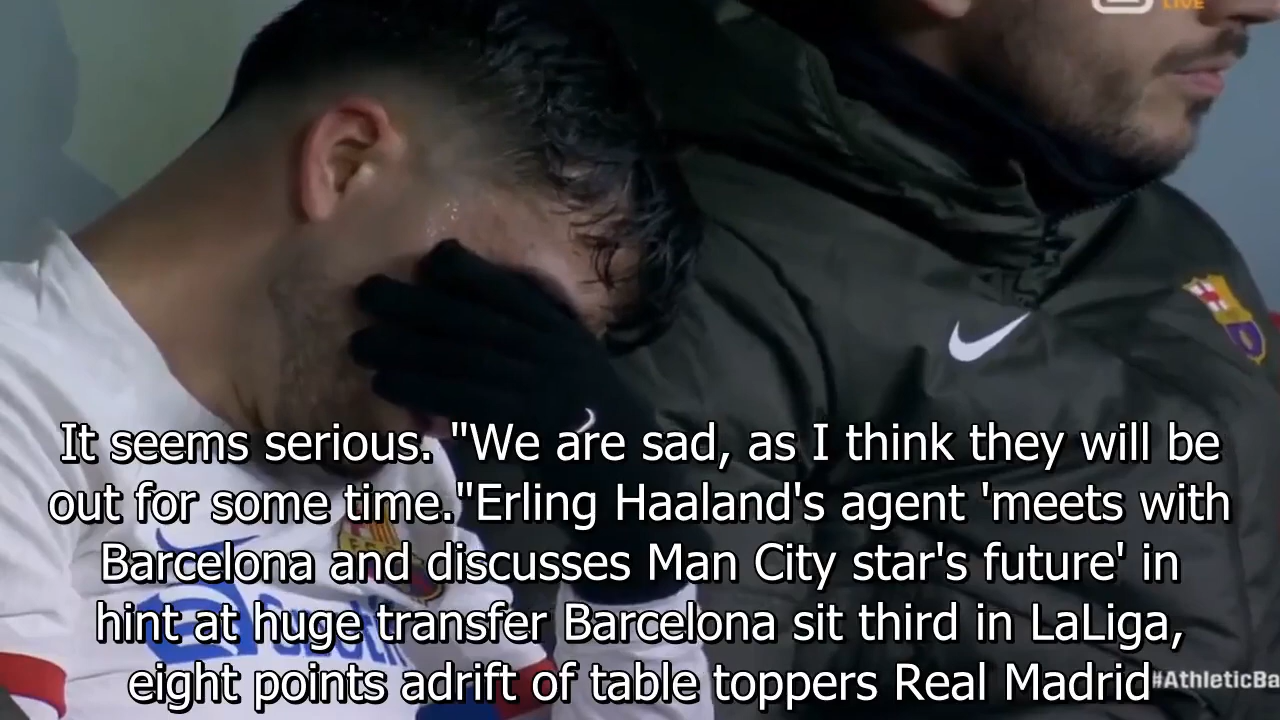 LIVE
It seems serious. "We are sad, as I think they will be
out for some time."Erling Haaland's agent 'meets with
Barcelona and discusses Man City star's future' in
hint at huge transfer Barcelona sit third in LaLiga,
eight points adrift of table toppers Real Madrid
#AthleticBa